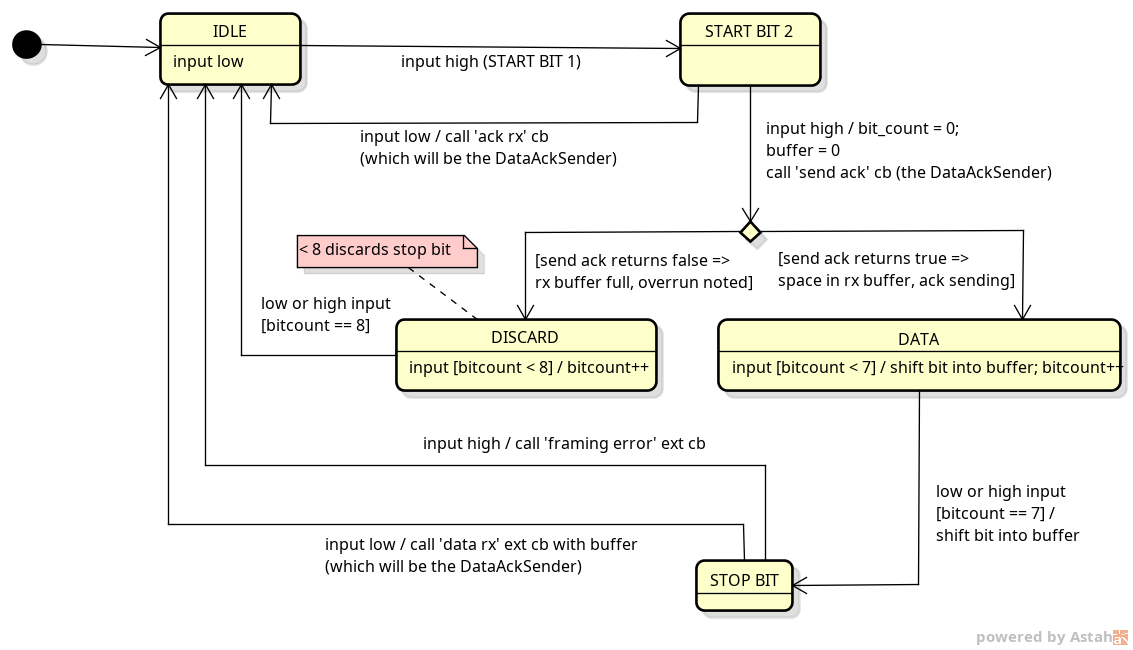 IDLE
input low
START BIT 2
input high (START BIT 1)
input low / call 'ack rx' cb
(which will be the DataAckSender)
input high / bit_count = 0;
buffer = 0
call 'send ack' cb (the DataAckSender)
< 8 discards stop bit
[send ack returns false =>
rx buffer full, overrun noted]
[send ack returns true =>
space in rx buffer, ack sending]
low or high input
[bitcount == 8]
DISCARD
input [bitcount < 8] / bitcount++
DATA
input [bitcount < 7] / shift bit into buffer; bitcount++
input high / call 'framing error' ext cb
low or high input
[bitcount == 7] /
shift bit into buffer
input low / call 'data rx' ext cb with buffer
(which will be the DataAckSender)
STOP BIT
powered by Astah